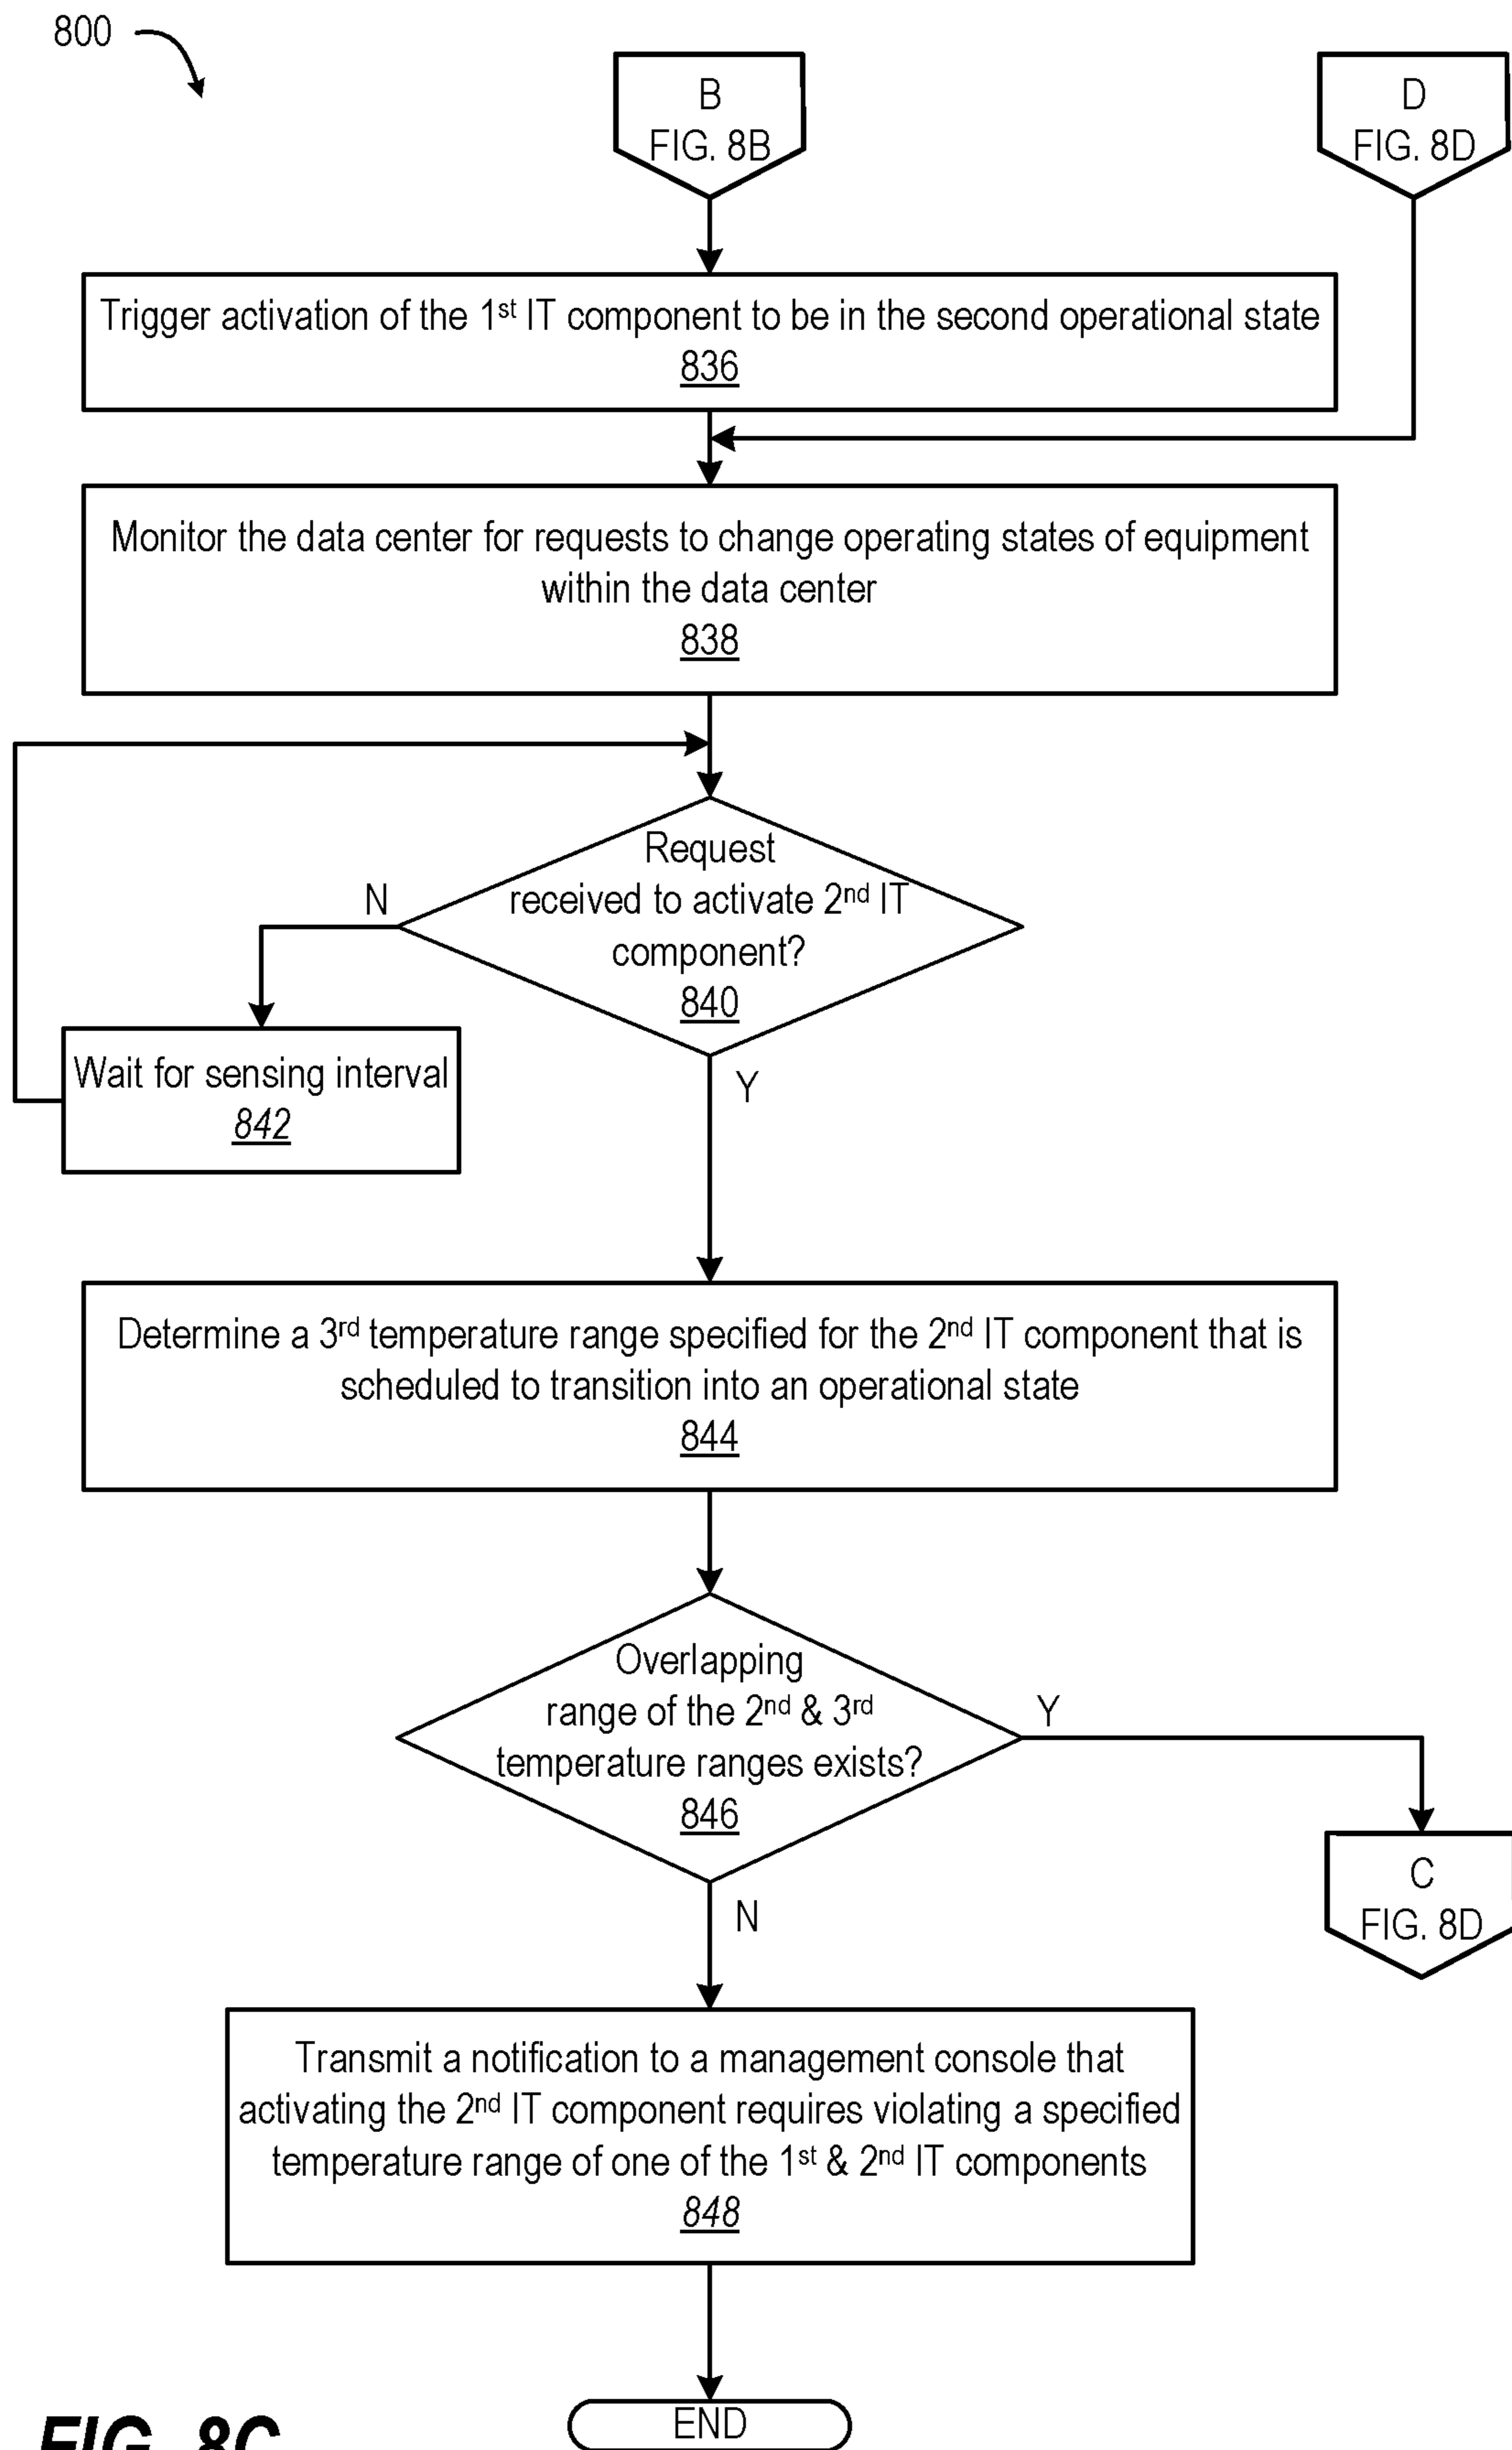 800
B
FIG. 8B
D
FIG. 8D
Trigger activation of the 1st IT component to be in the second operational state
836
Monitor the data center for requests to change operating states of equipment
within the data center
838
Request
received to activate 2nd IT
component?
840
N
Y
Wait for sensing interval
842
Determine a 3rd temperature range specified for the 2nd IT component that is
scheduled to transition into an operational state
844
Overlapping
range of the 2nd & 3rd
temperature ranges exists?
846
Y
N
C
FIG. 8D
Transmit a notification to a management console that
activating the 2nd IT component requires violating a specified
temperature range of one of the 1st & 2nd IT components
848
END
FIG. 8C